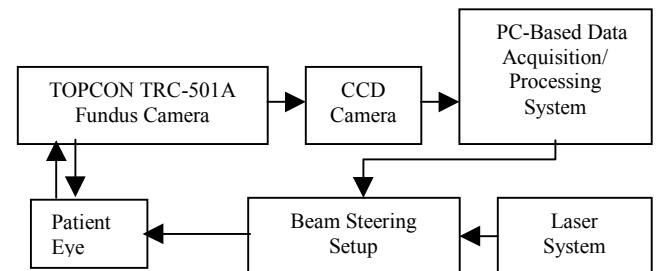 PC-Based Data
Acquisition/
Processing
System
TOPCON TRC-501A
Fundus Camera
CCD
Camera
Patient
Eye
Beam Steering
Setup
Laser
System